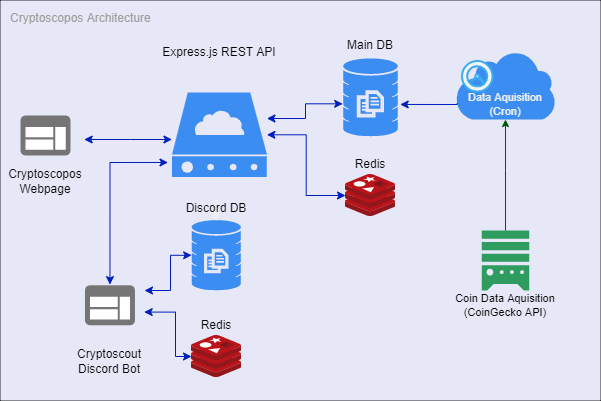 Cryptoscopos Architecture
Express.js REST API
Main DB
Data Aquisition
(Cron)
Cryptoscopos
Webpage
Redis
Discord DB
Coin Data Aquisition
(CoinGecko API)
Redis
Cryptoscout
Discord Bot